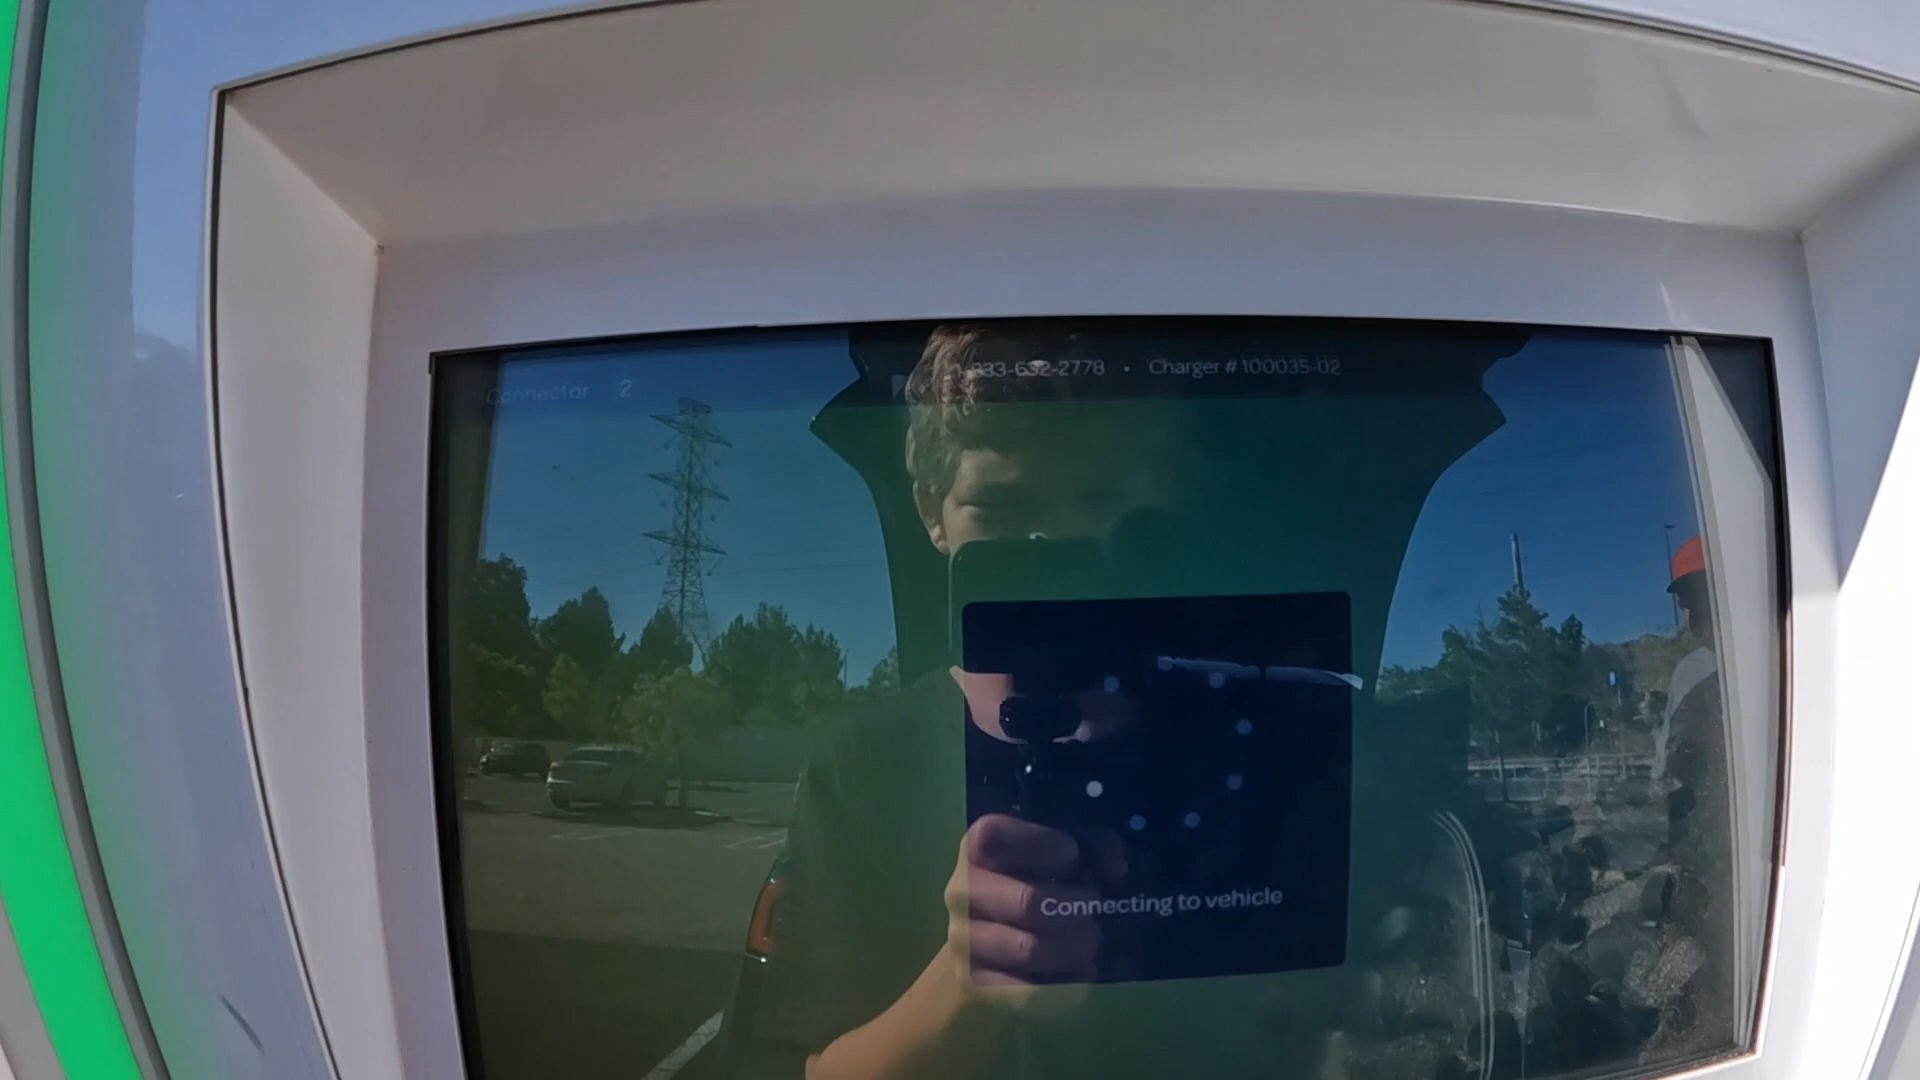 Connector 2
833-632-2778 • Charger # 100035-02
Connecting to vehicle